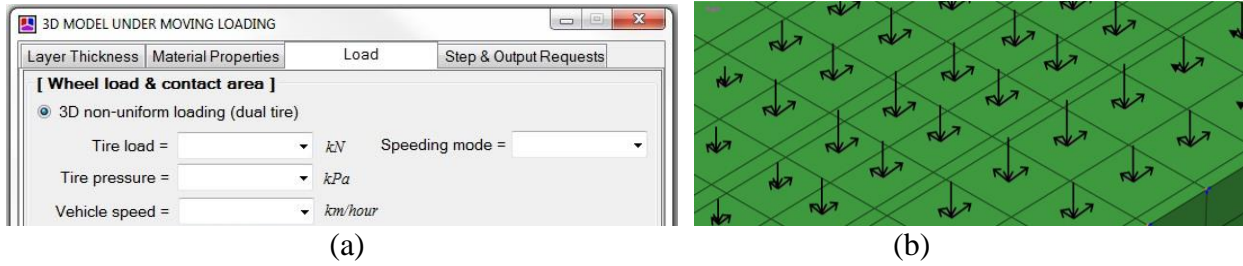 3D MODEL UNDER MOVING LOADING
Layer Thickness Material Properties Load Step & Output Requests
[ Wheel load & contact area ]
3D non-uniform loading (dual tire)
Tire load = kN Speeding mode =
Tire pressure = kPa
Vehicle speed = km/hour
(a) (b)